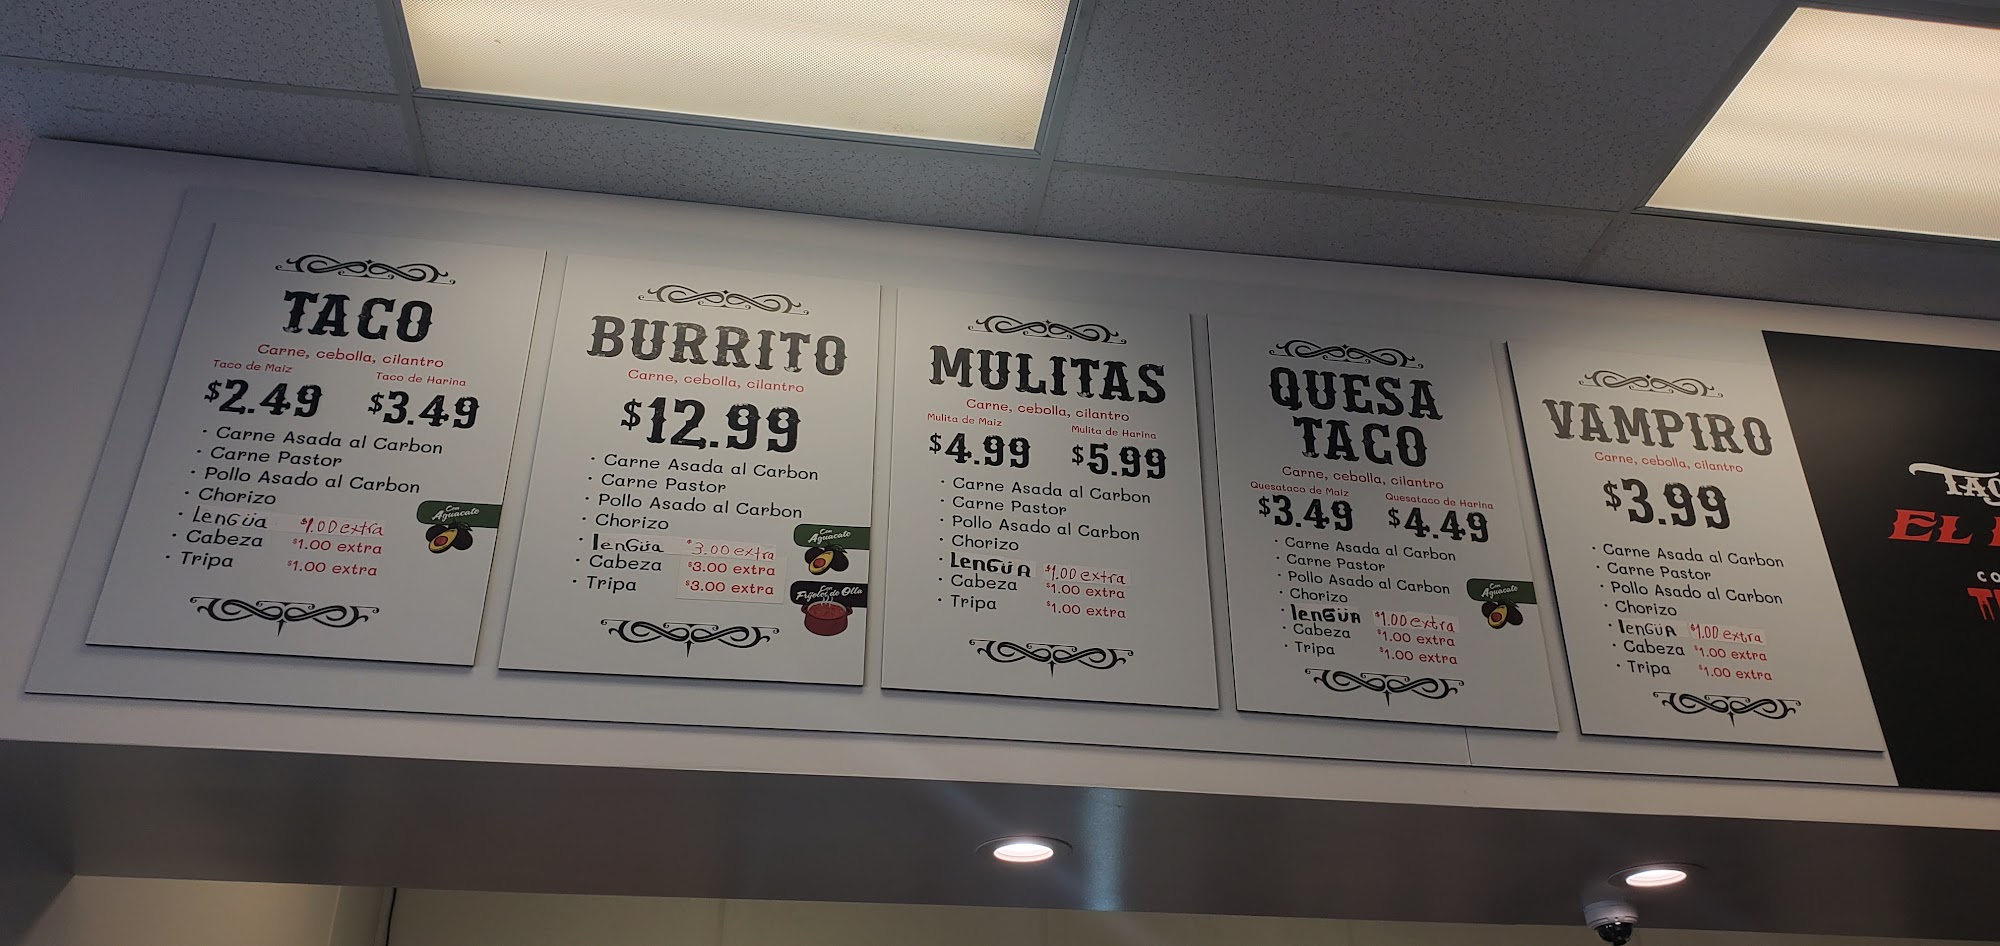 TACO
Carne, cebolla, cilantro
Taco de Maiz Taco de Harina
$2.49 $3.49
· Carne Asada al Carbon
· Carne Pastor
· Pollo Asado al Carbon
· Chorizo
· lenGüa $1.00 extra
· Cabeza $1.00 extra
· Tripa $1.00 extra
Con
Aguacate
BURRITO
Carne, cebolla, cilantro
$12.99
· Carne Asada al Carbon
· Carne Pastor
· Pollo Asado al Carbon
· Chorizo
· lenGüa $3.00 extra
· Cabeza $3.00 extra
· Tripa $3.00 extra
Con
Aguacate
Con
Frijoles de Olla
MULITAS
Carne, cebolla, cilantro
Mulita de Maiz Mulita de Harina
$4.99 $5.99
· Carne Asada al Carbon
· Carne Pastor
· Pollo Asado al Carbon
· Chorizo
· LenGüA $1.00 extra
· Cabeza $1.00 extra
· Tripa $1.00 extra
QUESA
TACO
Carne, cebolla, cilantro
Quesataco de Maiz Quesataco de Harina
$3.49 $4.49
· Carne Asada al Carbon
· Carne Pastor
· Pollo Asado al Carbon
· Chorizo
· lenGüA $1.00 extra
· Cabeza $1.00 extra
· Tripa $1.00 extra
Con
Aguacate
VAMPIRO
Carne, cebolla, cilantro
$3.99
· Carne Asada al Carbon
· Carne Pastor
· Pollo Asado al Carbon
· Chorizo
· lenGüA $1.00 extra
· Cabeza $1.00 extra
· Tripa $1.00 extra
EL